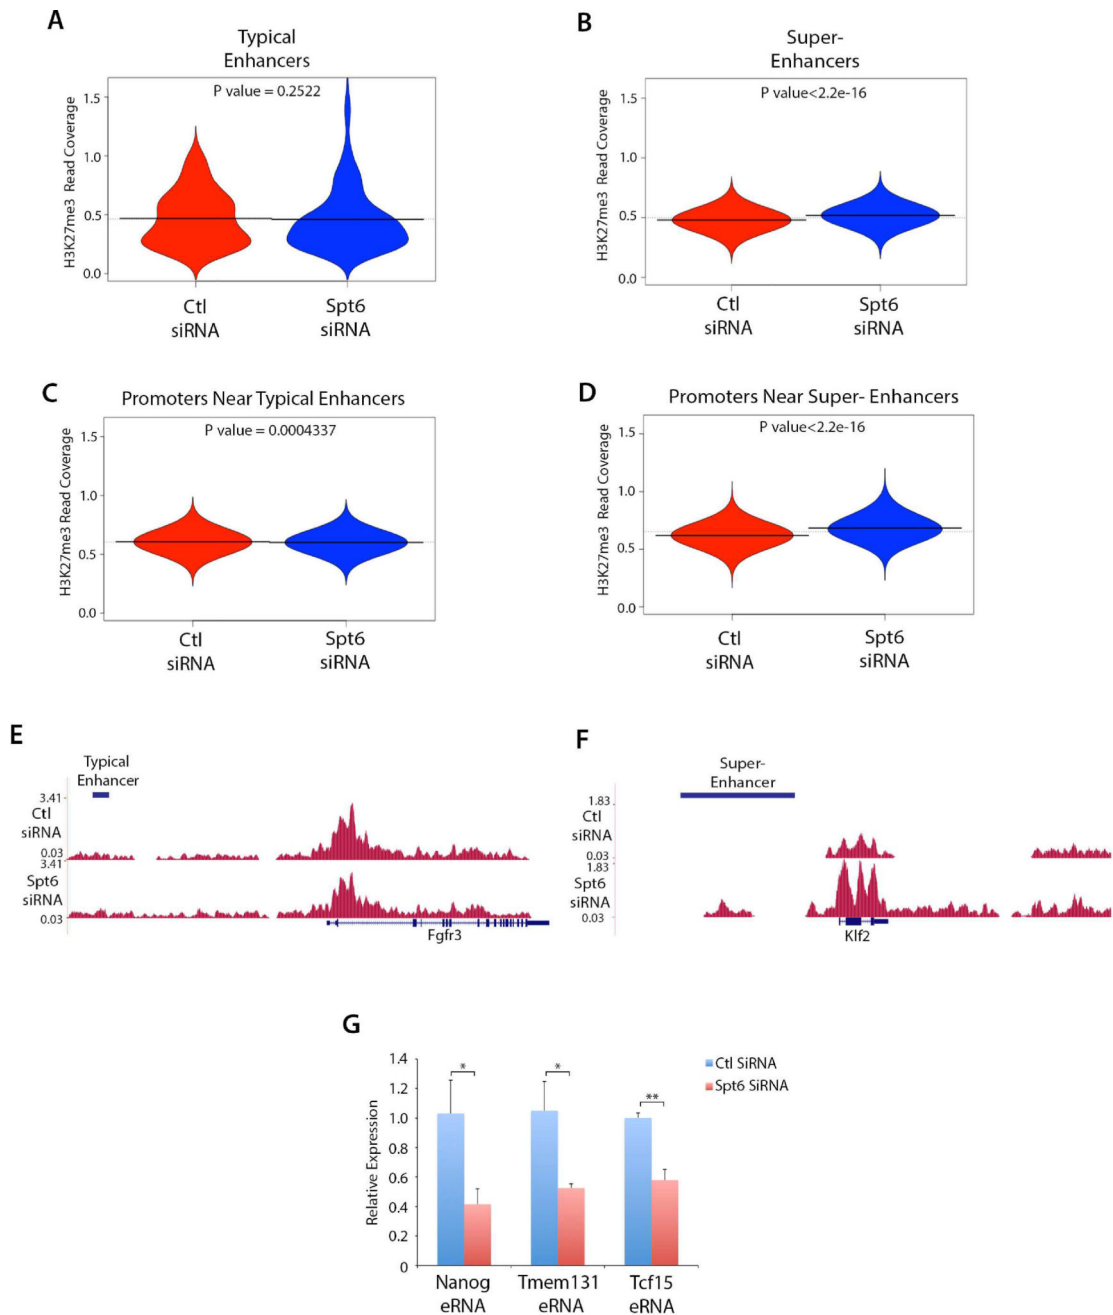 A
Typical
Enhancers
P value = 0.2522
H3K27me3 Read Coverage
1.5
1.0
0.5
0.0
Ctl
siRNA
Spt6
siRNA
B
Super-
Enhancers
P value<2.2e-16
H3K27me3 Read Coverage
1.5
1.0
0.5
0.0
Ctl
siRNA
Spt6
siRNA
C
Promoters Near Typical Enhancers
P value = 0.0004337
H3K27me3 Read Coverage
1.5
1.0
0.5
0.0
Ctl
siRNA
Spt6
siRNA
D
Promoters Near Super- Enhancers
P value<2.2e-16
H3K27me3 Read Coverage
1.5
1.0
0.5
0.0
Ctl
siRNA
Spt6
siRNA
E
Typical
Enhancer
3.41
Ctl
siRNA
0.03
3.41
Spt6
siRNA
0.03
Fgfr3
F
Super-
Enhancer
1.83
Ctl
siRNA
0.03
1.83
Spt6
siRNA
0.03
Klf2
G
Relative Expression
1.4
1.2
1.0
0.8
0.6
0.4
0.2
0
*
*
**
Ctl SiRNA
Spt6 SiRNA
Nanog
eRNA
Tmem131
eRNA
Tcf15
eRNA